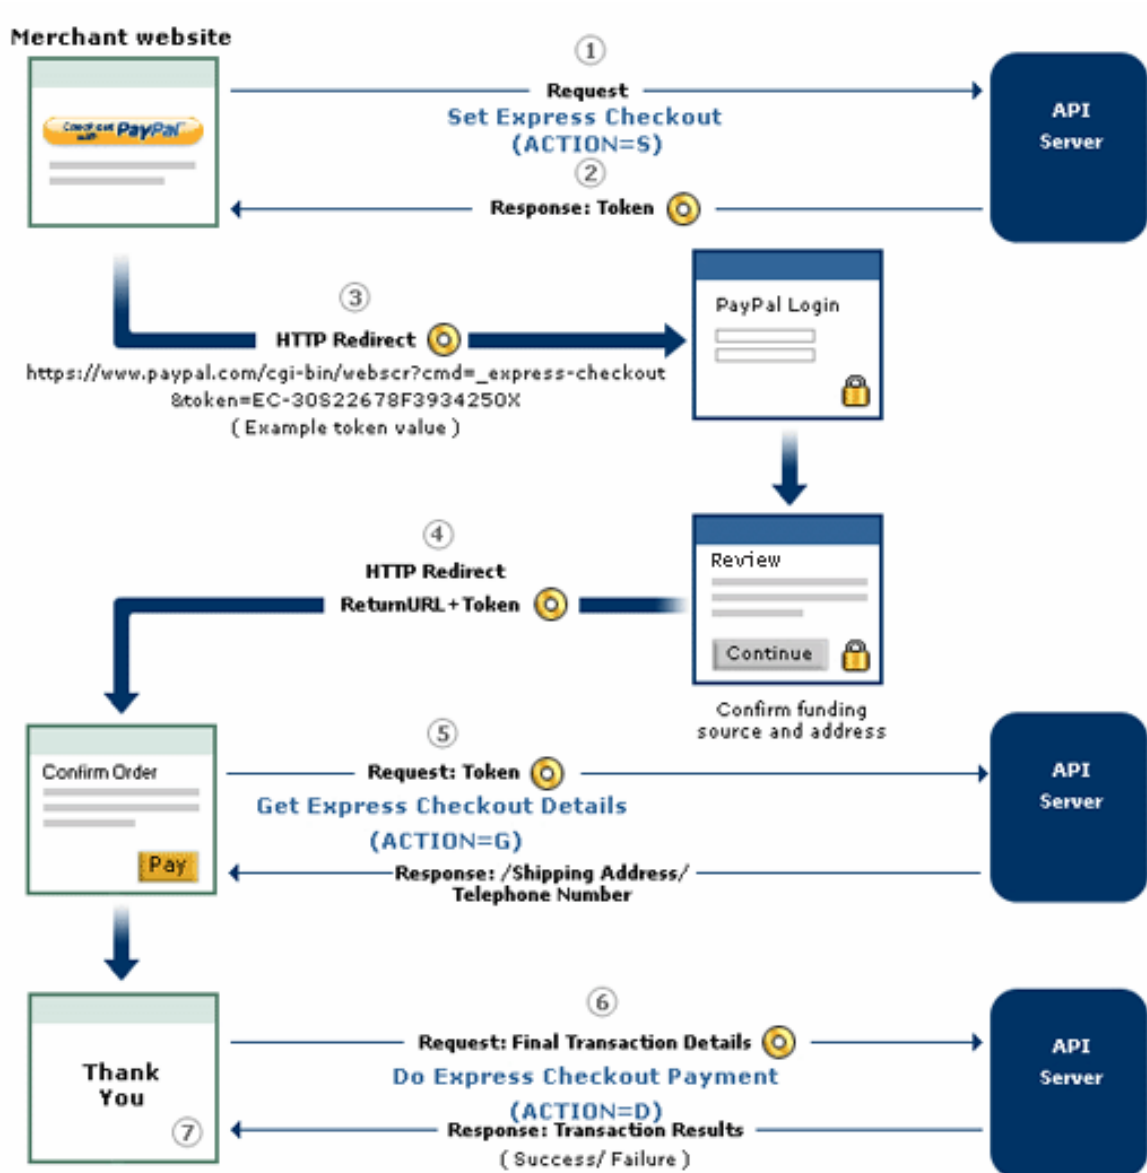 Merchant website
1
Request
Set Express Checkout
(ACTION=S)
API
Server
Checkout
with PayPal
2
Response: Token
3
HTTP Redirect
https://www.paypal.com/cgi-bin/webscr?cmd=_express-checkout
&token=EC-30S22678F3934250X
( Example token value )
PayPal Login
4
HTTP Redirect
ReturnURL+Token
Review
Continue
Confirm funding
source and address
Confirm Order
Pay
5
Request: Token
Get Express Checkout Details
(ACTION=G)
Response: /Shipping Address/
Telephone Number
API
Server
Thank
You
7
6
Request: Final Transaction Details
Do Express Checkout Payment
(ACTION=D)
Response: Transaction Results
( Success/ Failure )
API
Server